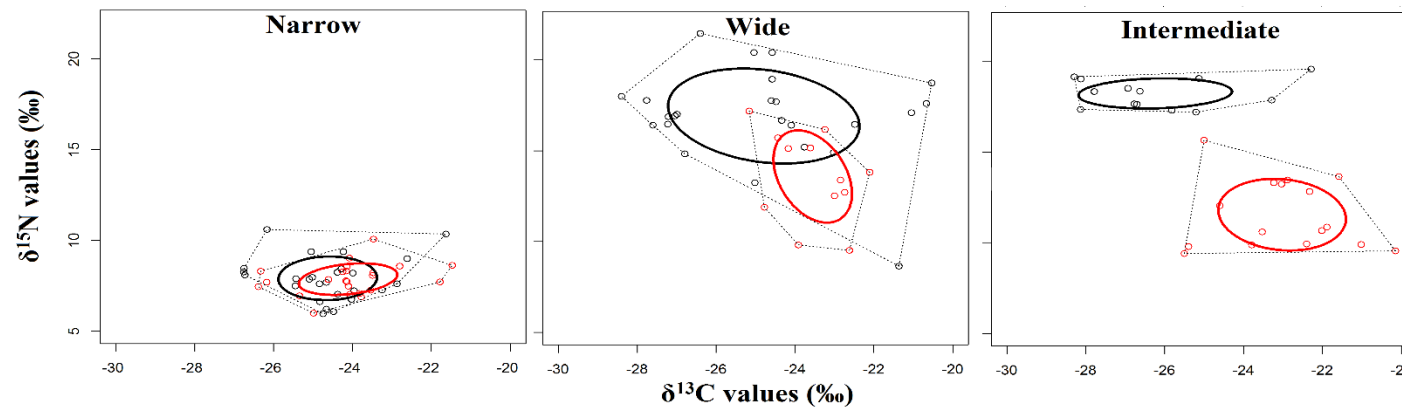 Narrow
Wide
Intermediate
δ¹⁵N values (‰)
20
15
10
5
-30 -28 -26 -24 -22 -20
-30 -28 -26 -24 -22 -20
-30 -28 -26 -24 -22
δ¹³C values (‰)